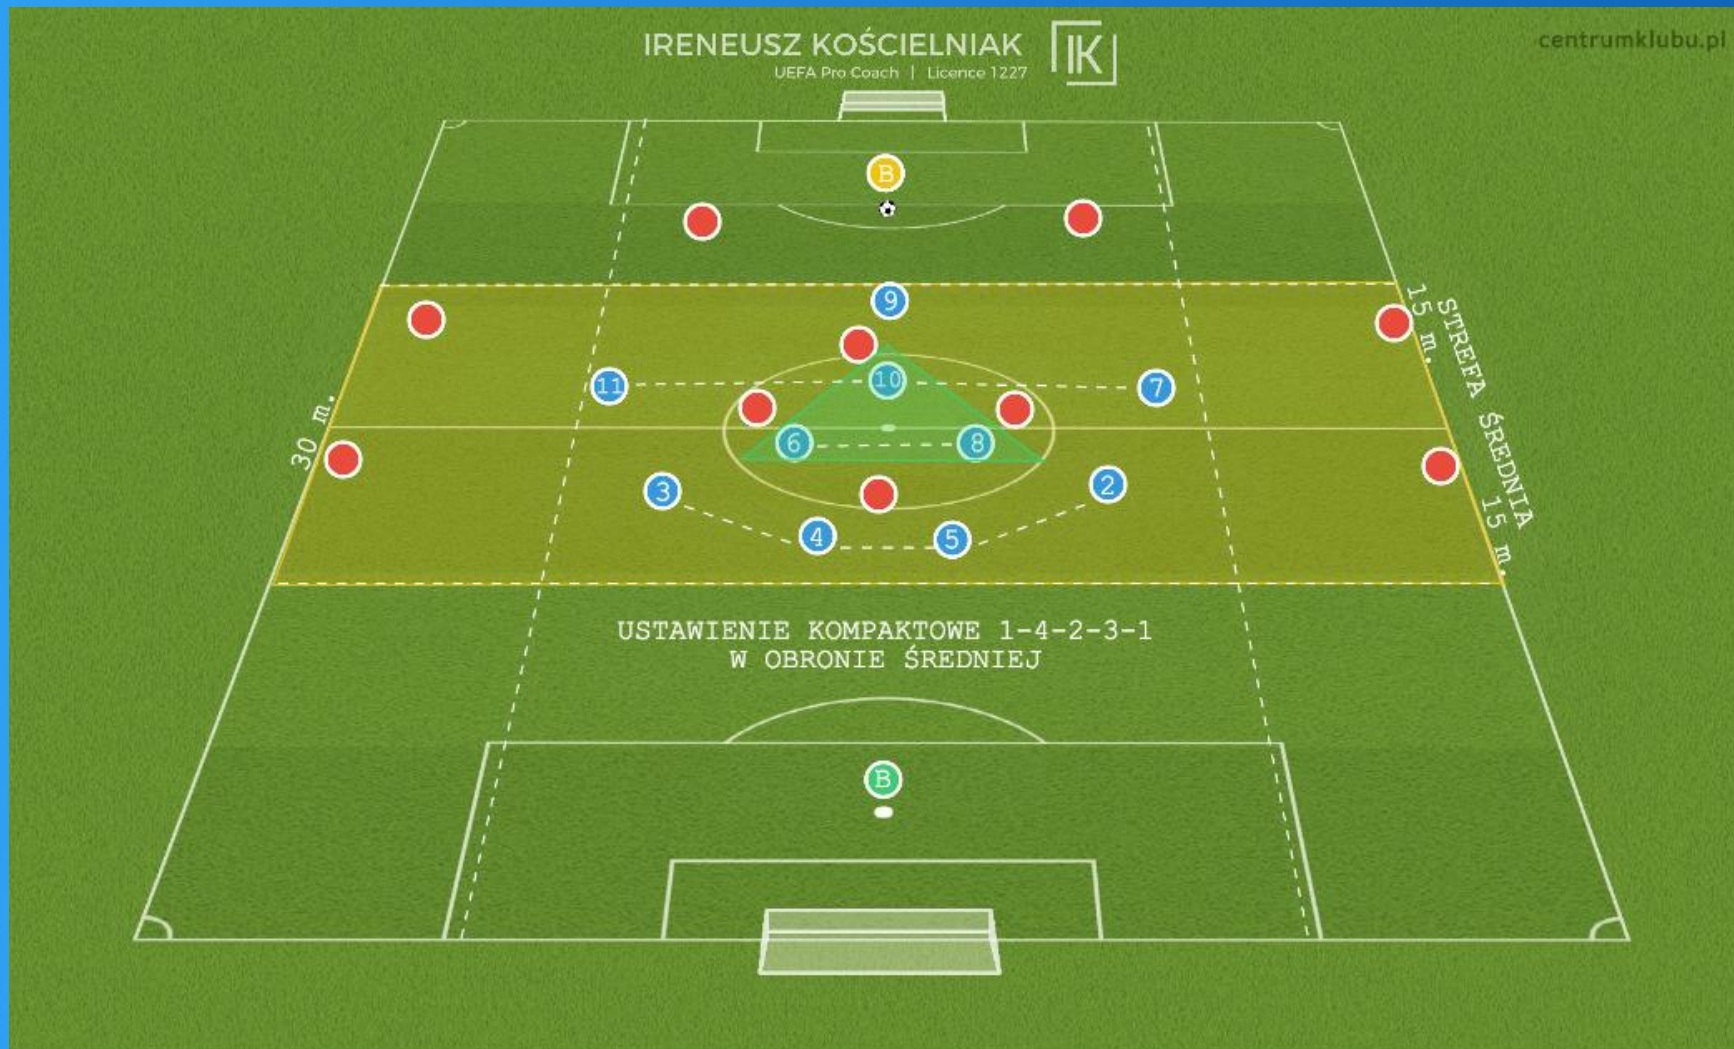 IRENEUSZ KOŚCIELNIAK
UEFA Pro Coach | Licence 1227
IK
centrumklubu.pl
B
9
15 m.
STREFA ŚREDNIA
11
10
7
30 m.
6
8
3
2
15 m.
4
5
USTAWIENIE KOMPAKTOWE 1-4-2-3-1
W OBRONIE ŚREDNIEJ
B